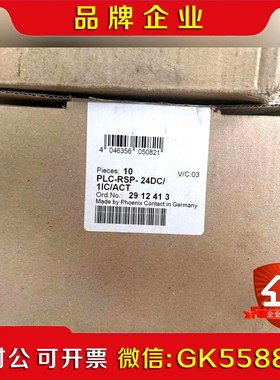 品牌企业
4 046356 050821
Pieces: 10
V/C:03
PLC-RSP- 24DC/
1IC/ACT
Ord.No.: 29 12 41 3
Made by Phoenix Contact in Germany
企业
对公 可开票 微信:GK5588